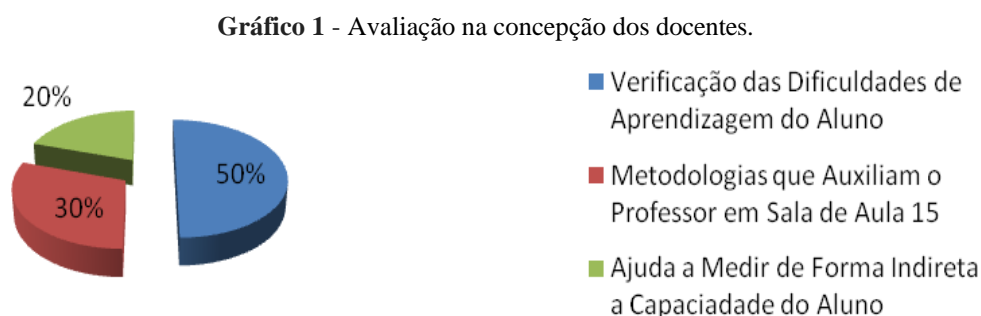 Gráfico 1 - Avaliação na concepção dos docentes.
20%
50%
30%
Verificação das Dificuldades de
Aprendizagem do Aluno
Metodologias que Auxiliam o
Professor em Sala de Aula 15
Ajuda a Medir de Forma Indireta
a Capaciadade do Aluno